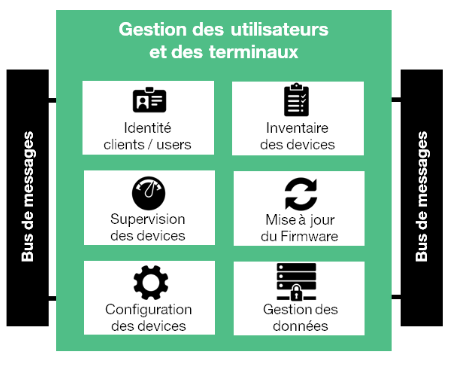 Gestion des utilisateurs
et des terminaux
Bus de messages
Identité
clients / users
Inventaire
des devices
Supervision
des devices
Mise à jour
du Firmware
Configuration
des devices
Gestion des
données
Bus de messages